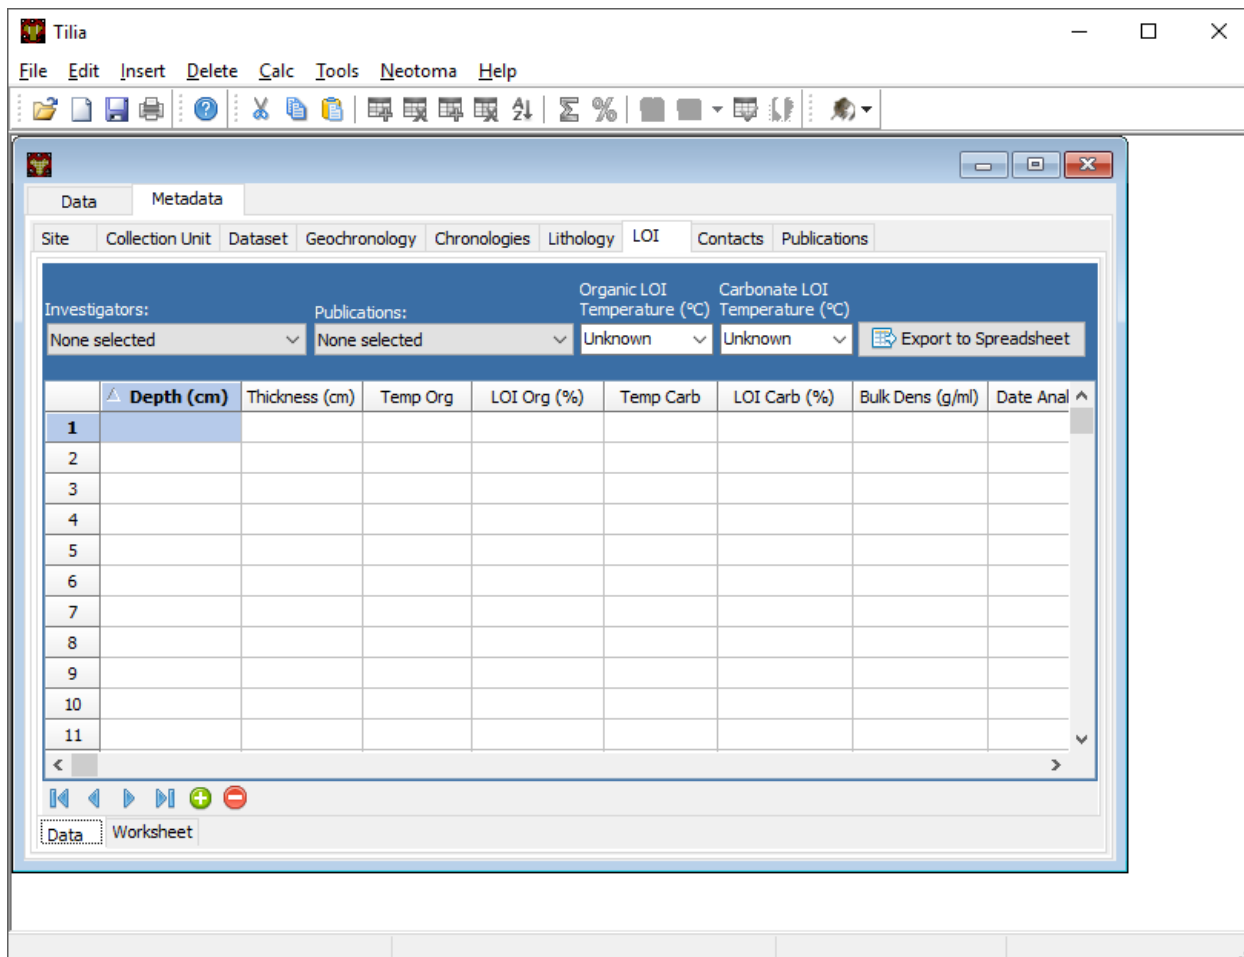 Tilia
File Edit Insert Delete Calc Tools Neotoma Help
Data Metadata
Site Collection Unit Dataset Geochronology Chronologies Lithology LOI Contacts Publications
Organic LOI Carbonate LOI
Investigators: Publications: Temperature (ºC) Temperature (ºC)
None selected None selected Unknown Unknown Export to Spreadsheet
Depth (cm) Thickness (cm) Temp Org LOI Org (%) Temp Carb LOI Carb (%) Bulk Dens (g/ml) Date Anal
1
2
3
4
5
6
7
8
9
10
11
Data Worksheet